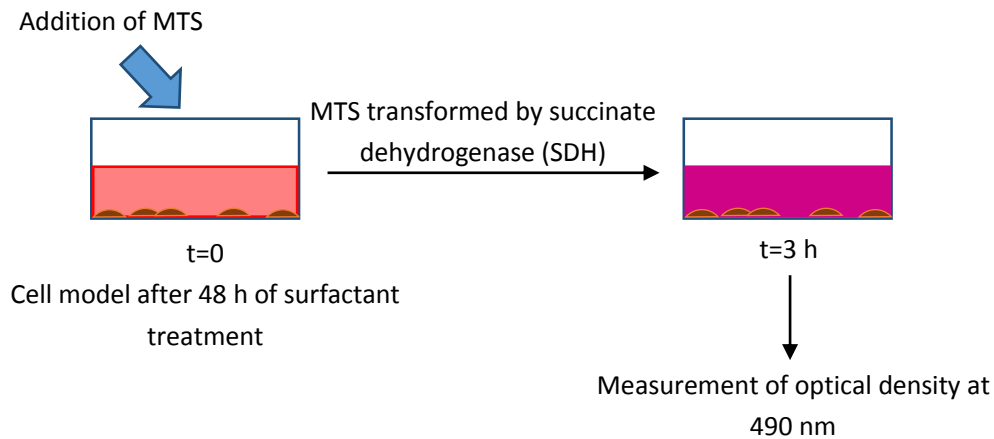 Addition of MTS
MTS transformed by succinate
dehydrogenase (SDH)
t=0
Cell model after 48 h of surfactant
treatment
t=3 h
Measurement of optical density at
490 nm